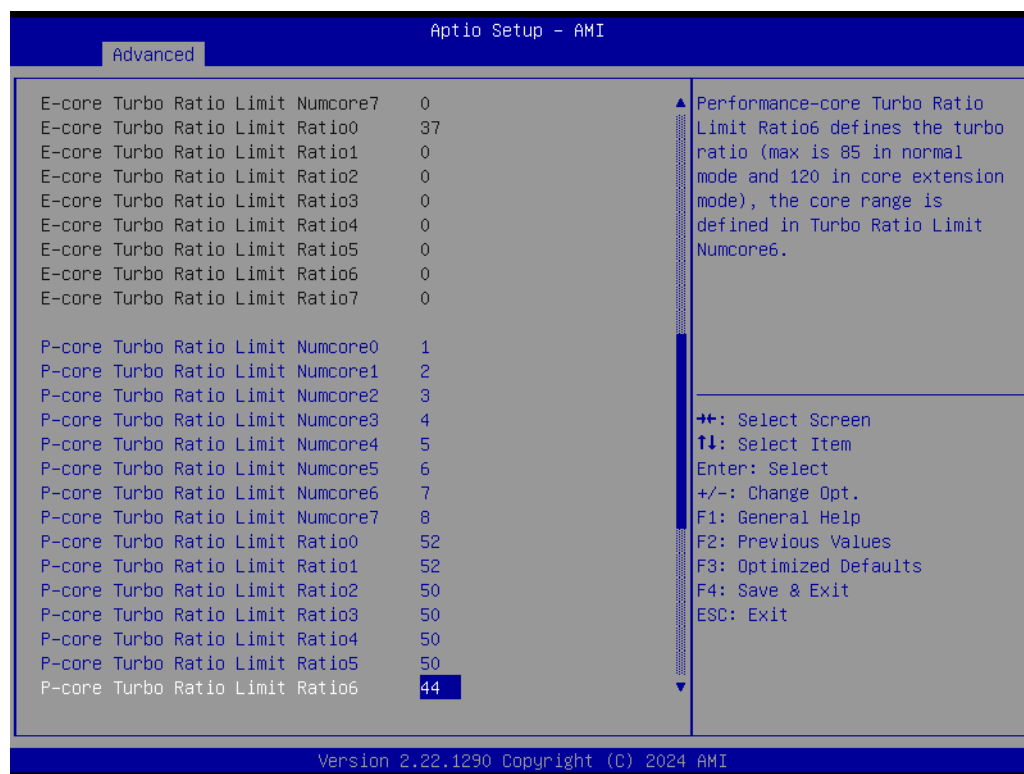 Aptio Setup – AMI
Advanced
E-core Turbo Ratio Limit Numcore7 0
E-core Turbo Ratio Limit Ratio0 37
E-core Turbo Ratio Limit Ratio1 0
E-core Turbo Ratio Limit Ratio2 0
E-core Turbo Ratio Limit Ratio3 0
E-core Turbo Ratio Limit Ratio4 0
E-core Turbo Ratio Limit Ratio5 0
E-core Turbo Ratio Limit Ratio6 0
E-core Turbo Ratio Limit Ratio7 0
P-core Turbo Ratio Limit Numcore0 1
P-core Turbo Ratio Limit Numcore1 2
P-core Turbo Ratio Limit Numcore2 3
P-core Turbo Ratio Limit Numcore3 4
P-core Turbo Ratio Limit Numcore4 5
P-core Turbo Ratio Limit Numcore5 6
P-core Turbo Ratio Limit Numcore6 7
P-core Turbo Ratio Limit Numcore7 8
P-core Turbo Ratio Limit Ratio0 52
P-core Turbo Ratio Limit Ratio1 52
P-core Turbo Ratio Limit Ratio2 50
P-core Turbo Ratio Limit Ratio3 50
P-core Turbo Ratio Limit Ratio4 50
P-core Turbo Ratio Limit Ratio5 50
P-core Turbo Ratio Limit Ratio6 44
Performance-core Turbo Ratio
Limit Ratio6 defines the turbo
ratio (max is 85 in normal
mode and 120 in core extension
mode), the core range is
defined in Turbo Ratio Limit
Numcore6.
→←: Select Screen
↑↓: Select Item
Enter: Select
+/-: Change Opt.
F1: General Help
F2: Previous Values
F3: Optimized Defaults
F4: Save & Exit
ESC: Exit
Version 2.22.1290 Copyright (C) 2024 AMI